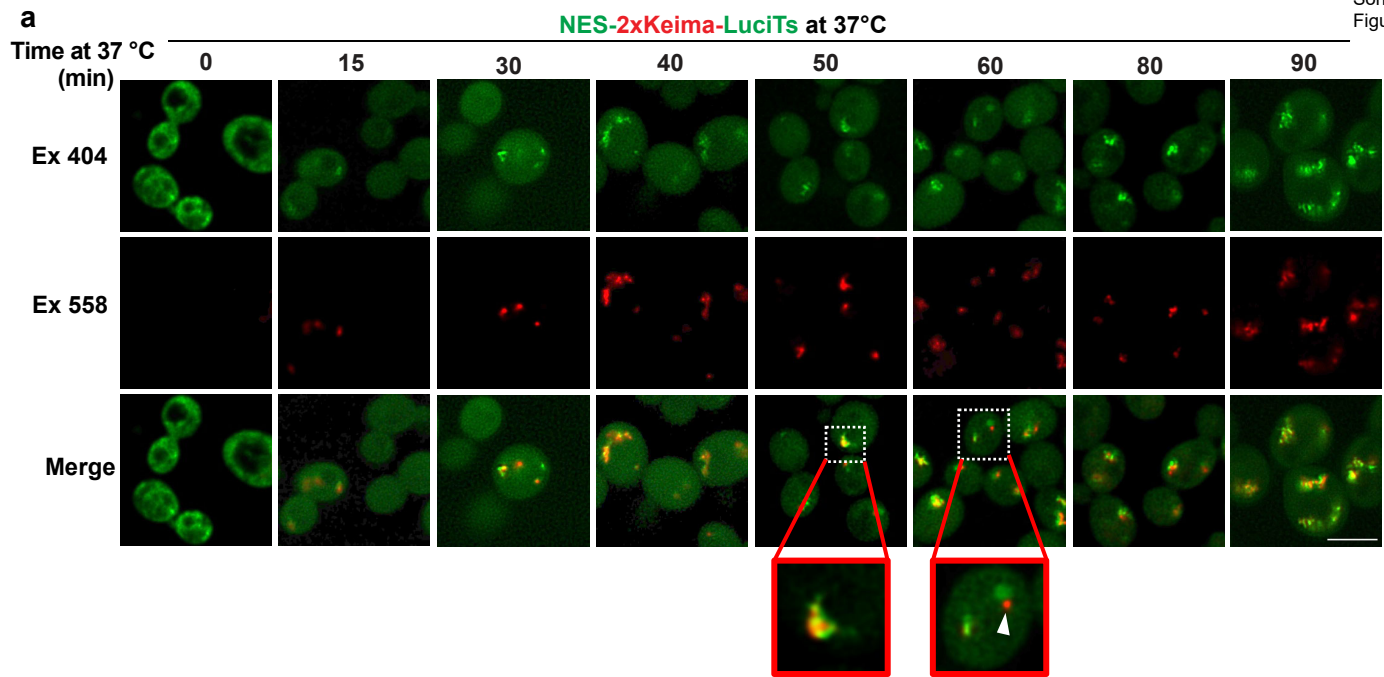 a
NES-2xKeima-LuciTs at 37°C
Figu
Time at 37 °C
(min)
0 15 30 40 50 60 80 90
Ex 404
Ex 558
Merge